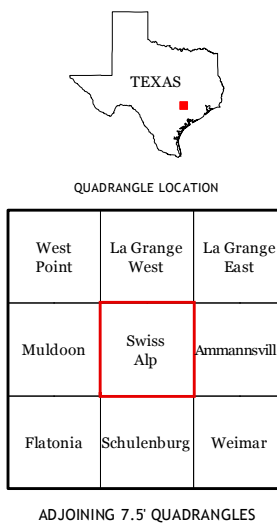 TEXAS
QUADRANGLE LOCATION
West Point
La Grange West
La Grange East
Muldoon
Swiss Alp
Ammannsvill
Flatonia
Schulenburg
Weimar
ADJOINING 7.5' QUADRANGLES